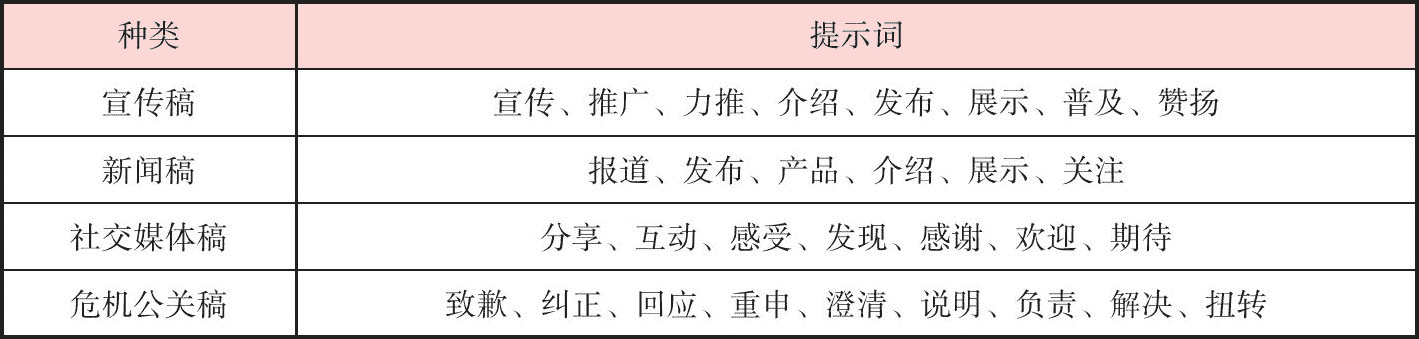 种类 提示词
宣传稿 宣传、推广、力推、介绍、发布、展示、普及、赞扬
新闻稿 报道、发布、产品、介绍、展示、关注
社交媒体稿 分享、互动、感受、发现、感谢、欢迎、期待
危机公关稿 致歉、纠正、回应、重申、澄清、说明、负责、解决、扭转